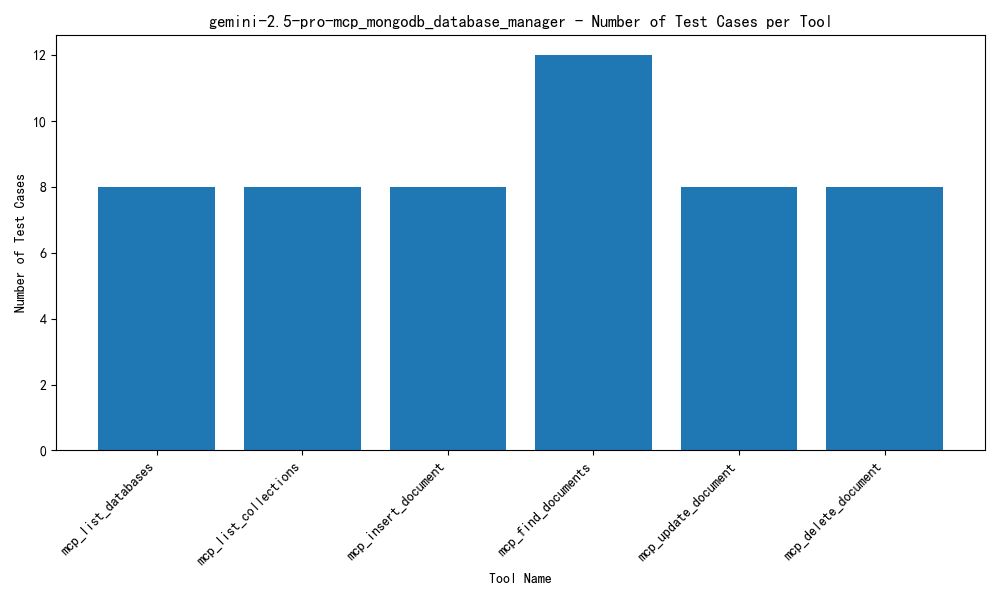 gemini-2.5-pro-mcp_mongodb_database_manager - Number of Test Cases per Tool
12
10
8
6
4
2
0
Number of Test Cases
mcp_list_databases
mcp_list_collections
mcp_insert_document
mcp_find_documents
mcp_update_document
mcp_delete_document
Tool Name